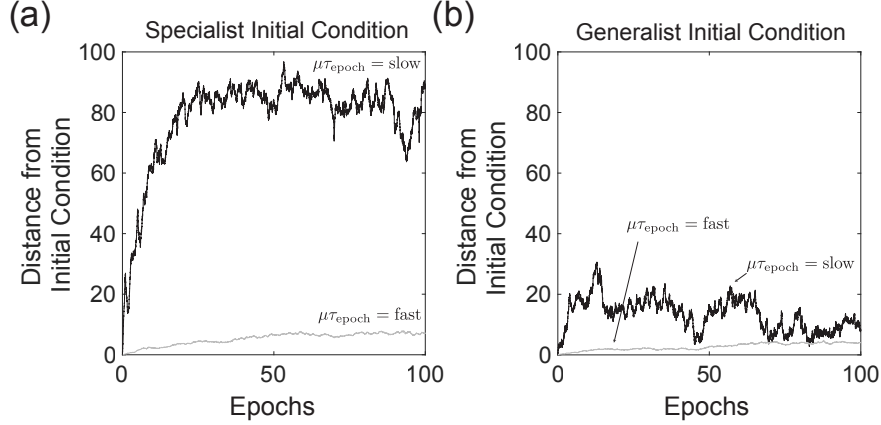 (a)
Specialist Initial Condition
100
80
60
40
20
0
Distance from
Initial Condition
μτepoch = slow
μτepoch = fast
0
50
100
Epochs
(b)
Generalist Initial Condition
100
80
60
40
20
0
Distance from
Initial Condition
μτepoch = fast
μτepoch = slow
0
50
100
Epochs